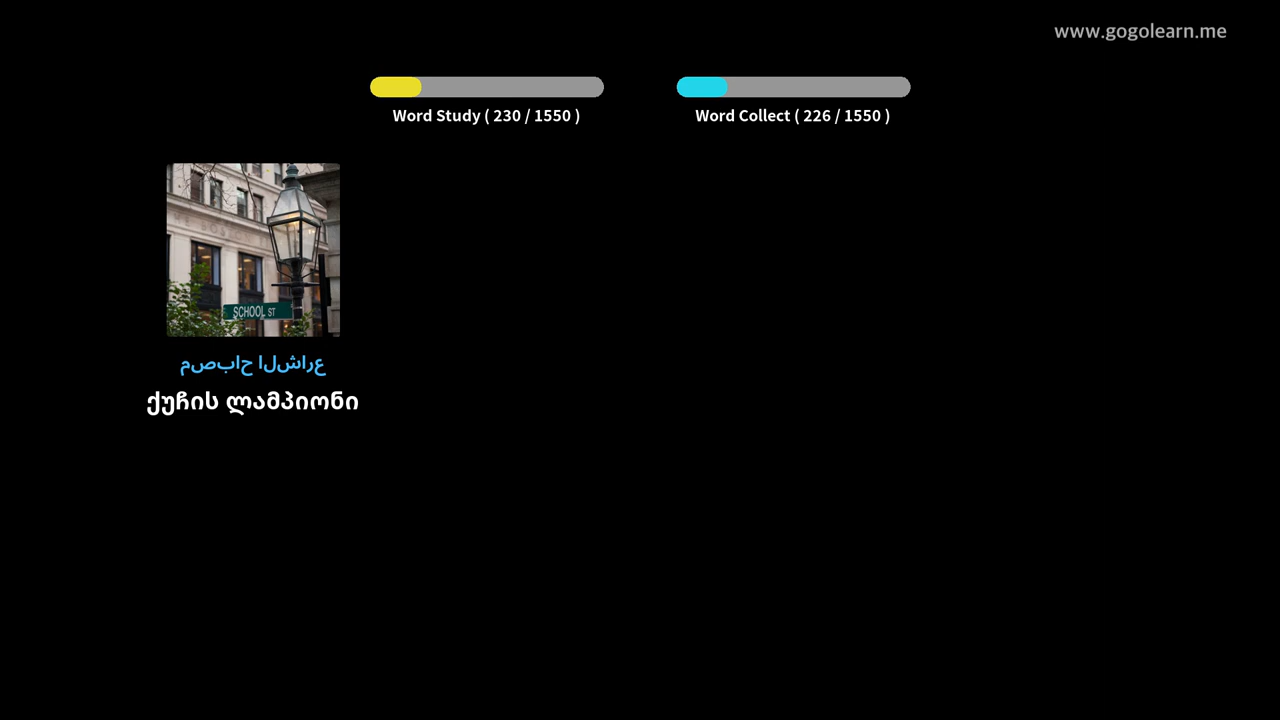 www.gogolearn.me
Word Study ( 230 / 1550 )
Word Collect ( 226 / 1550 )
SCHOOL ST
مصباح الشارع
ქუჩის ლამპიონი